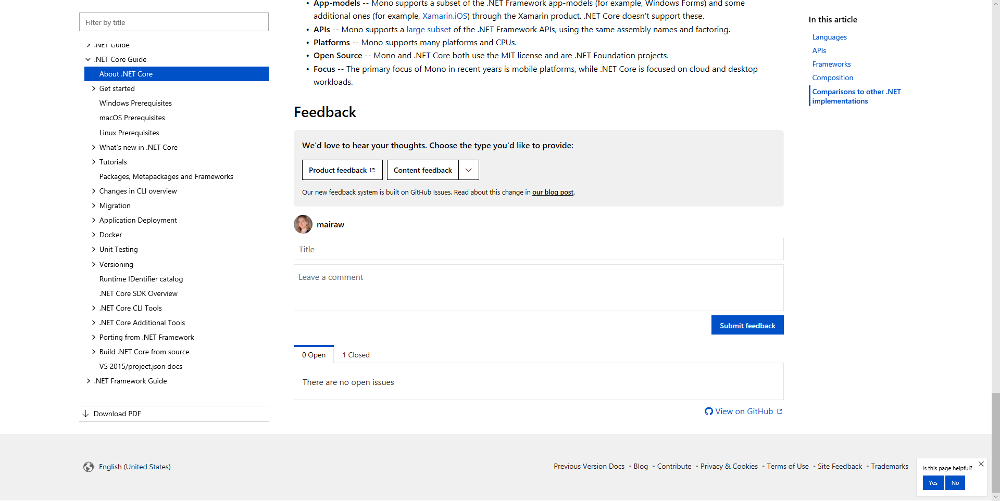 Filter by title
.NET Guide
.NET Core Guide
About .NET Core
Get started
Windows Prerequisites
macOS Prerequisites
Linux Prerequisites
What's new in .NET Core
Tutorials
Packages, Metapackages and Frameworks
Changes in CLI overview
Migration
Application Deployment
Docker
Unit Testing
Versioning
Runtime IDentifier catalog
.NET Core SDK Overview
.NET Core CLI Tools
.NET Core Additional Tools
Porting from .NET Framework
Build .NET Core from source
VS 2015/project.json docs
.NET Framework Guide
Download PDF
• App-models -- Mono supports a subset of the .NET Framework app-models (for example, Windows Forms) and some
additional ones (for example, Xamarin.iOS) through the Xamarin product. .NET Core doesn't support these.
• APIs -- Mono supports a large subset of the .NET Framework APIs, using the same assembly names and factoring.
• Platforms -- Mono supports many platforms and CPUs.
• Open Source -- Mono and .NET Core both use the MIT license and are .NET Foundation projects.
• Focus -- The primary focus of Mono in recent years is mobile platforms, while .NET Core is focused on cloud and desktop
workloads.
Feedback
We'd love to hear your thoughts. Choose the type you'd like to provide:
Product feedback Content feedback
Our new feedback system is built on GitHub Issues. Read about this change in our blog post.
mairaw
Title
Leave a comment
Submit feedback
0 Open 1 Closed
There are no open issues
View on GitHub
In this article
Languages
APIs
Frameworks
Composition
Comparisons to other .NET
implementations
English (United States)
Previous Version Docs • Blog • Contribute • Privacy & Cookies • Terms of Use • Site Feedback • Trademarks
Is this page helpful?
Yes No